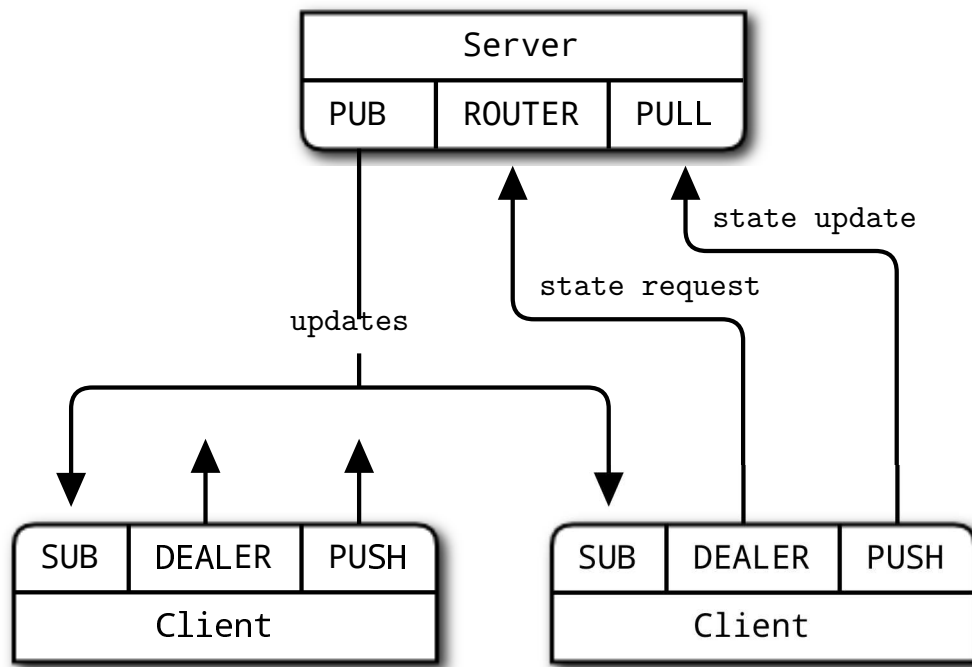 Server
PUB ROUTER PULL
state update
state request
updates
SUB DEALER PUSH
Client
SUB DEALER PUSH
Client